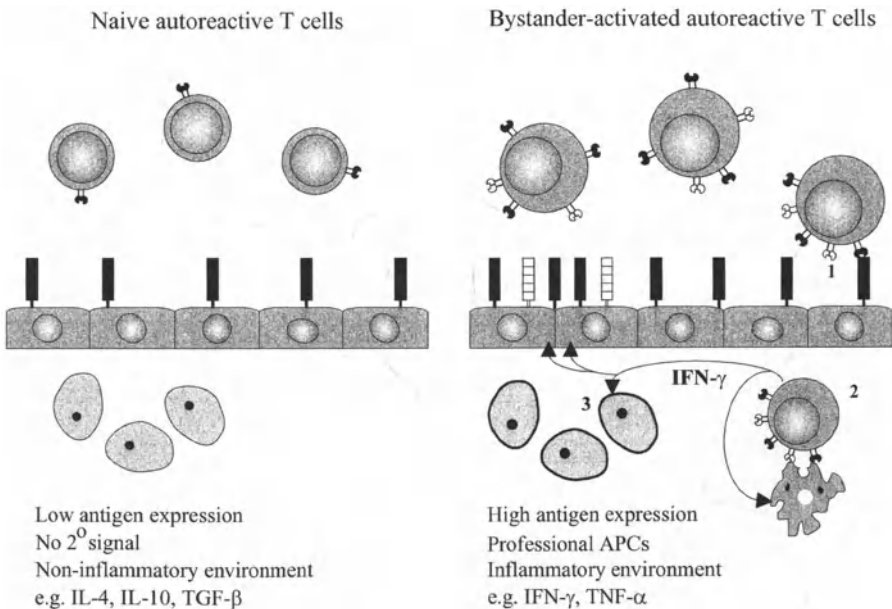 Naive autoreactive T cells
Bystander-activated autoreactive T cells
1
IFN-γ
2
3
Low antigen expression
No 2° signal
Non-inflammatory environment
e.g. IL-4, IL-10, TGF-β
High antigen expression
Professional APCs
Inflammatory environment
e.g. IFN-γ, TNF-α